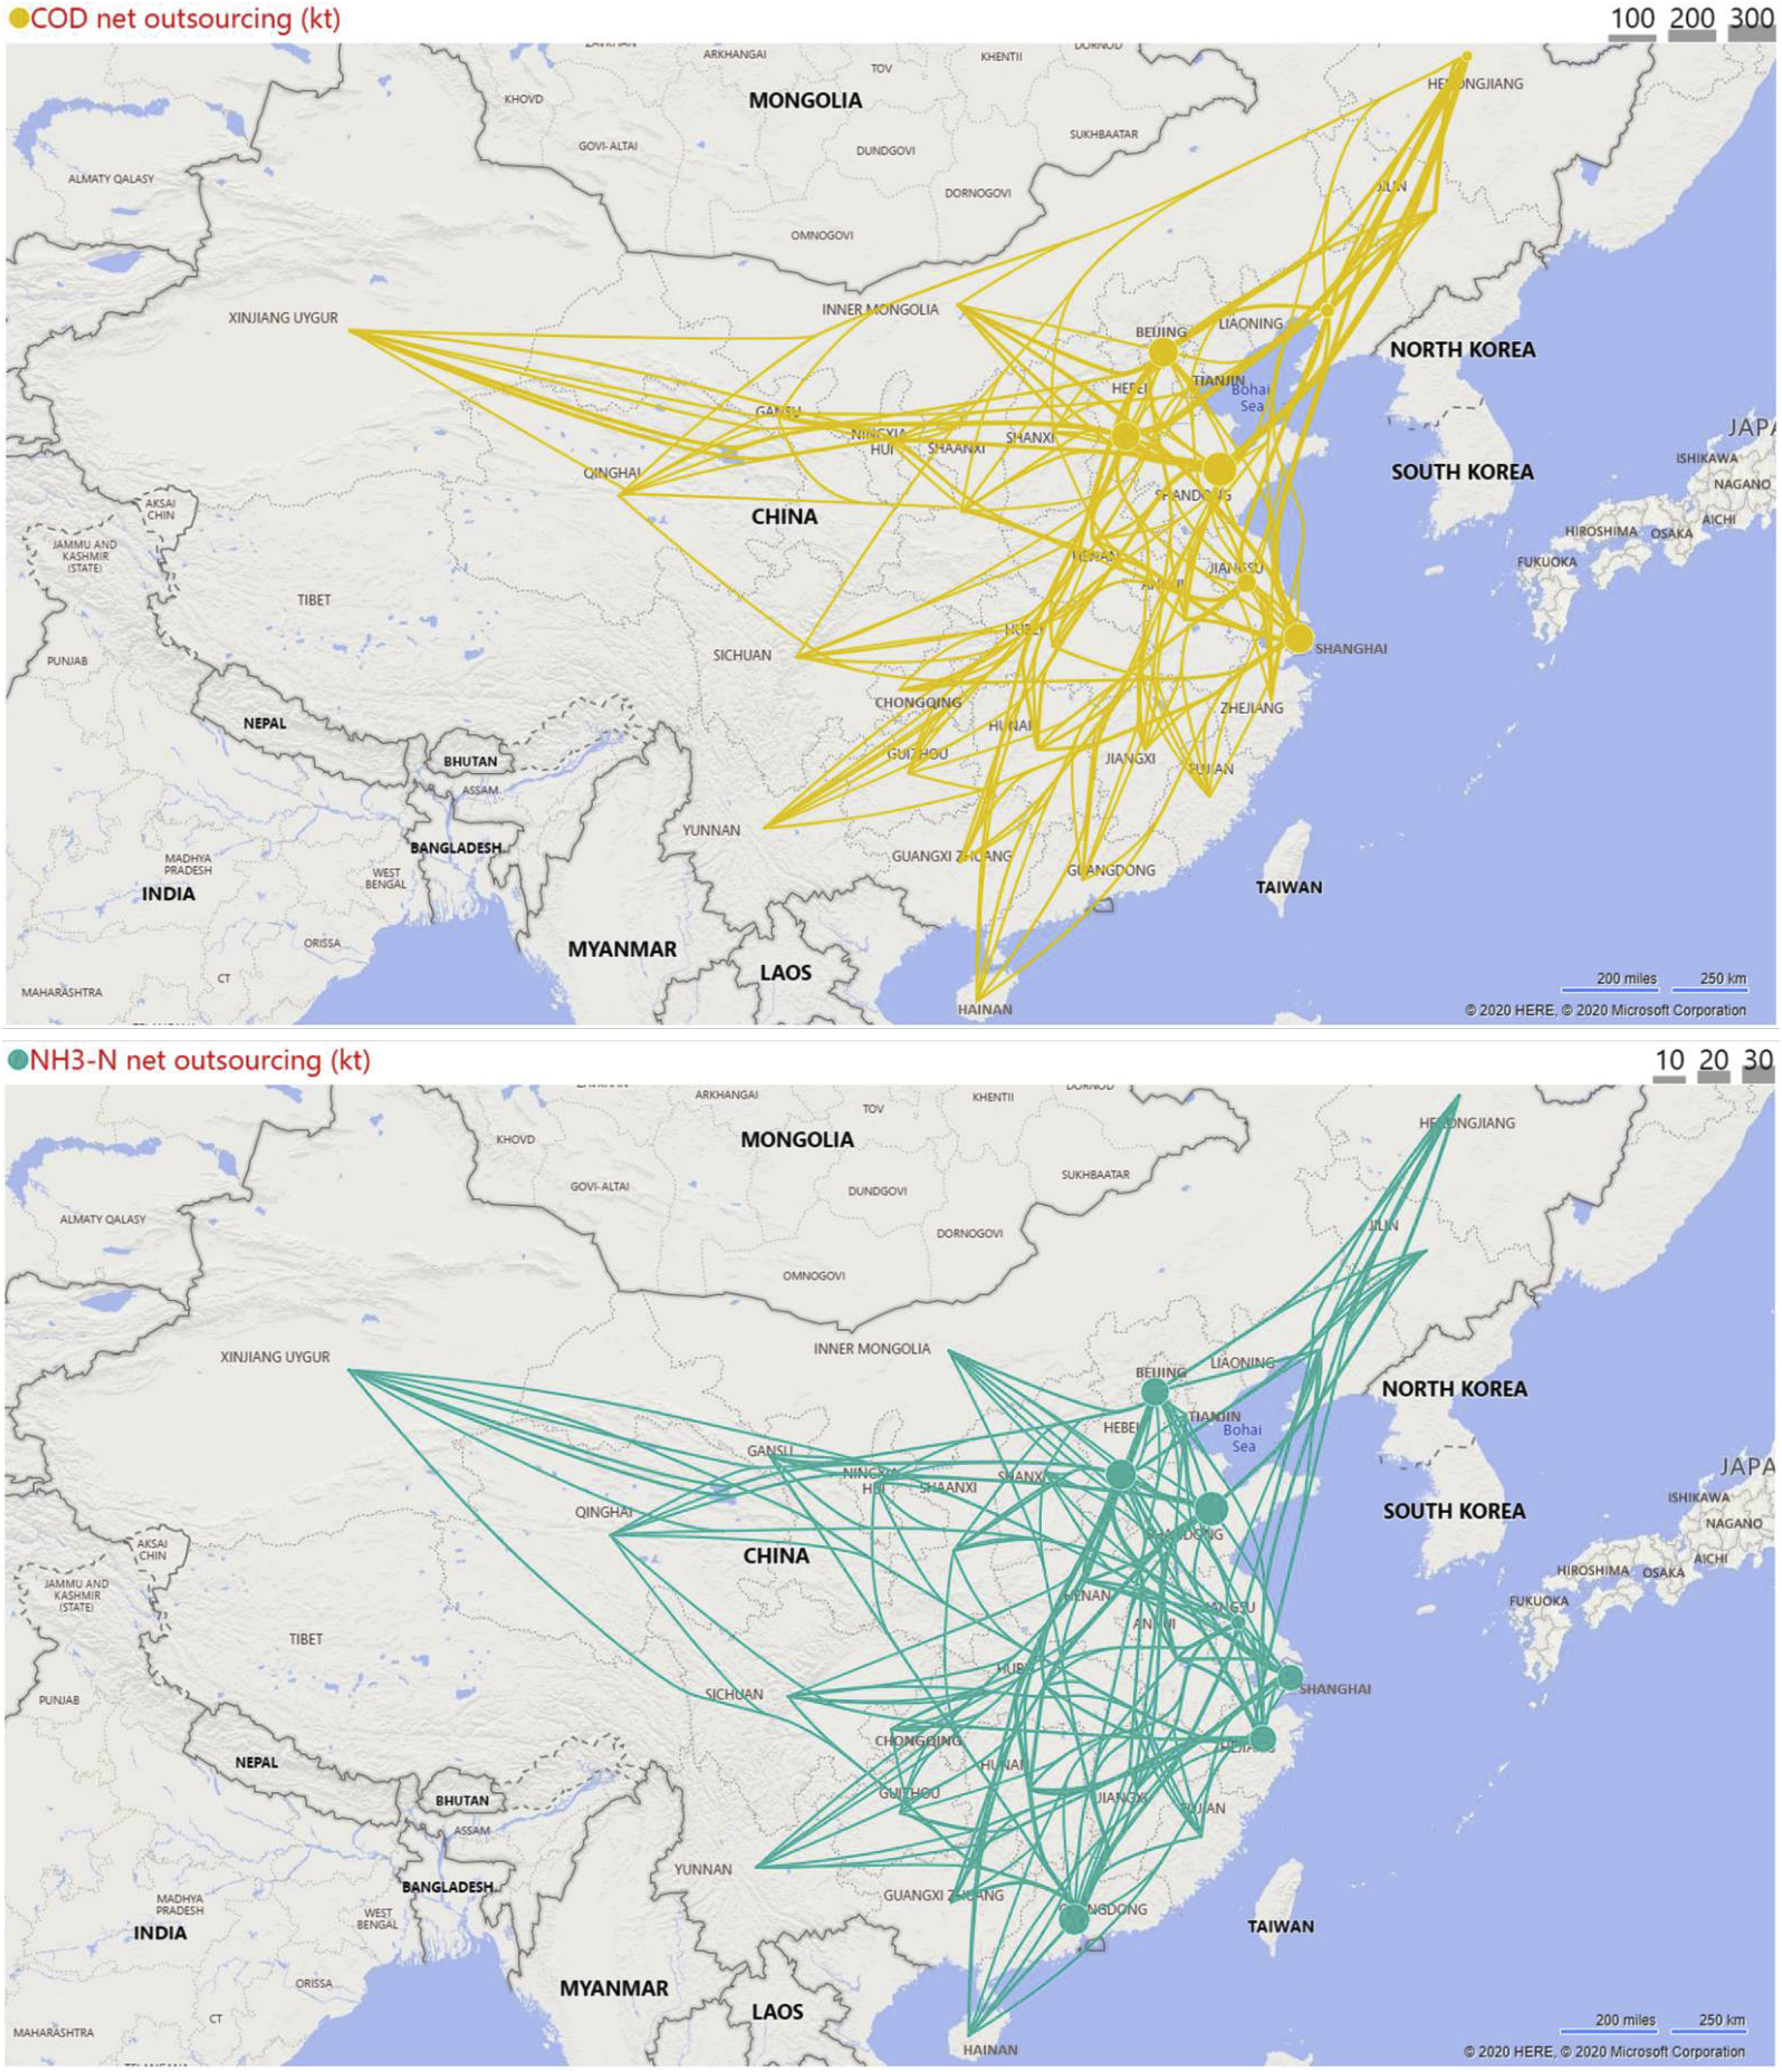 COD net outsourcing (kt)
100 200 300
ARKHANGAI
KHENTII
TOV
KHOVD
MONGOLIA
HEILONGJIANG
GOVI-ALTAI
DUNDGOVI
SUKHBAATAR
ALMATY QALASY
DORNOGOVI
JILIN
OMNOGOVI
XINJIANG UYGUR
INNER MONGOLIA
BEIJING
LIAONING
NORTH KOREA
HEBEI
TIANJIN
Bohai
Sea
GANSU
NINGXIA
HUI
SHAANXI
SHANXI
JAPA
ISHIKAWA
QINGHAI
SOUTH KOREA
NAGANO
SHANDONG
AKSAI
CHIN
CHINA
AICHI
HIROSHIMA
OSAKA
JAMMU AND
KASHMIR
(STATE)
HENAN
JIANGSU
FUKUOKA
ANHUI
TIBET
HUBEI
PUNJAB
SICHUAN
SHANGHAI
CHONGQING
ZHEJIANG
NEPAL
HUNAN
GUIZHOU
JIANGXI
FUJIAN
BHUTAN
ASSAM
YUNNAN
BANGLADESH
GUANGXI ZHUANG
MADHYA
PRADESH
WEST
BENGAL
GUANGDONG
INDIA
TAIWAN
ORISSA
MYANMAR
LAOS
CT
MAHARASHTRA
HAINAN
200 miles 250 km
© 2020 HERE, © 2020 Microsoft Corporation
NH3-N net outsourcing (kt)
10 20 30
ARKHANGAI
KHENTII
TOV
KHOVD
MONGOLIA
HEILONGJIANG
GOVI-ALTAI
DUNDGOVI
SUKHBAATAR
ALMATY QALASY
DORNOGOVI
JILIN
OMNOGOVI
XINJIANG UYGUR
INNER MONGOLIA
BEIJING
LIAONING
NORTH KOREA
HEBEI
TIANJIN
Bohai
Sea
GANSU
NINGXIA
HUI
SHAANXI
SHANXI
JAPA
ISHIKAWA
QINGHAI
SOUTH KOREA
NAGANO
SHANDONG
AKSAI
CHIN
CHINA
AICHI
HIROSHIMA
OSAKA
JAMMU AND
KASHMIR
(STATE)
HENAN
JIANGSU
FUKUOKA
ANHUI
TIBET
HUBEI
PUNJAB
SICHUAN
SHANGHAI
CHONGQING
ZHEJIANG
NEPAL
HUNAN
GUIZHOU
JIANGXI
FUJIAN
BHUTAN
ASSAM
YUNNAN
BANGLADESH
GUANGXI ZHUANG
MADHYA
PRADESH
WEST
BENGAL
GUANGDONG
INDIA
TAIWAN
ORISSA
MYANMAR
LAOS
CT
MAHARASHTRA
HAINAN
200 miles 250 km
© 2020 HERE, © 2020 Microsoft Corporation